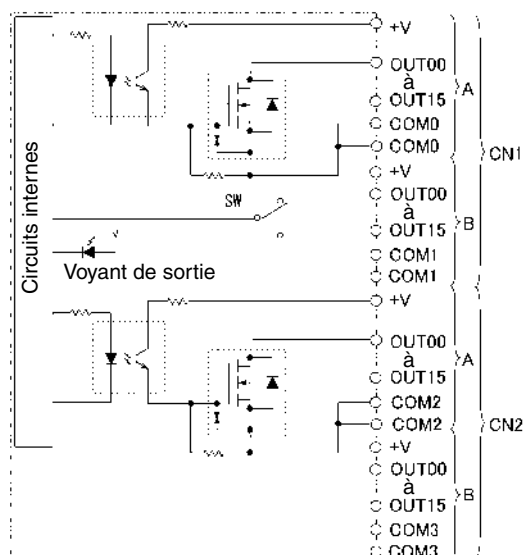 +V
OUT00
à
OUT15
A
COM0
COM0
CN1
+V
OUT00
à
OUT15
B
COM1
COM1
SW
Circuits internes
Voyant de sortie
+V
OUT00
à
OUT15
A
COM2
COM2
CN2
+V
OUT00
à
OUT15
B
COM3
COM3